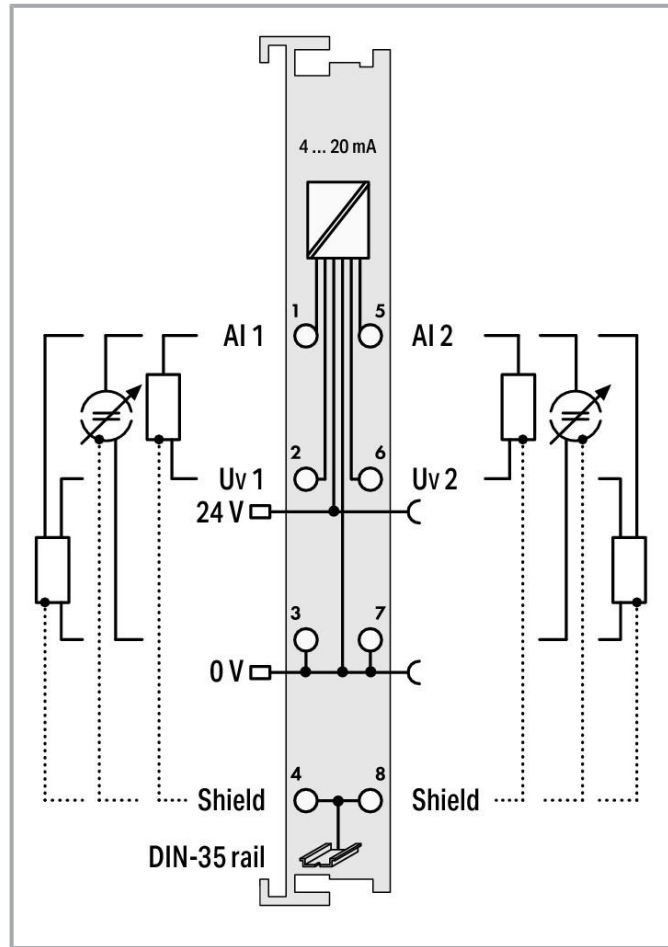 4 ... 20 mA
1 5
AI 1 AI 2
2 6
Uv 1 Uv 2
24 V
3 7
0 V
4 8
Shield Shield
DIN-35 rail